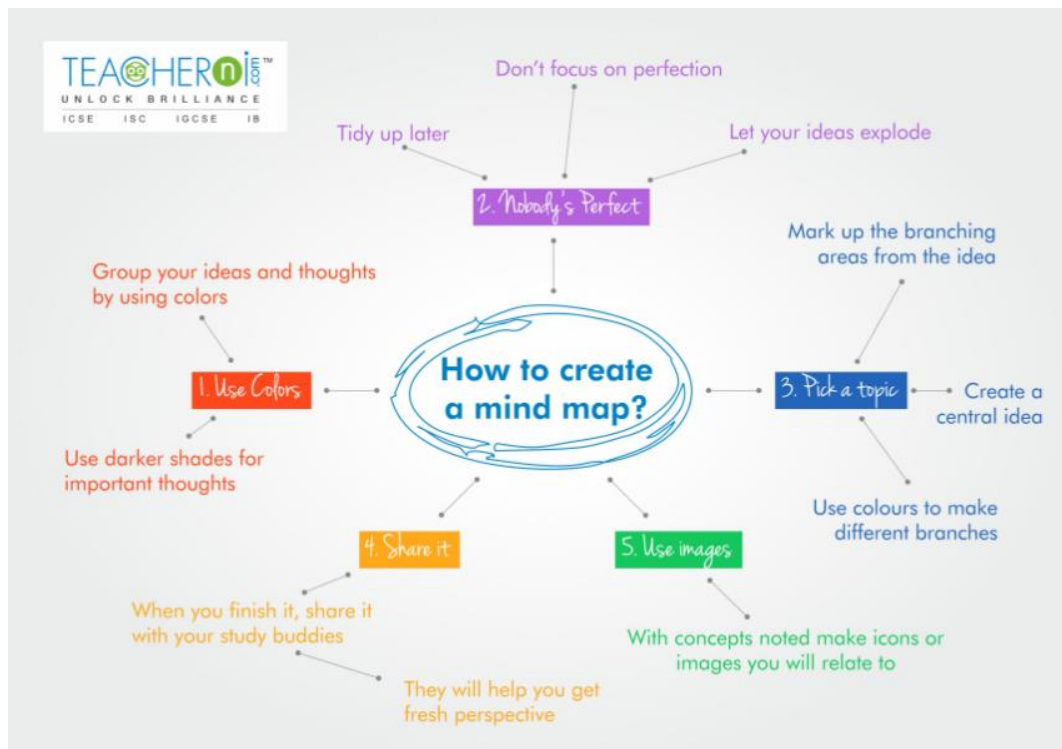 TEACHERni.com™
UNLOCK BRILLIANCE
ICSE ISC IGCSE IB
Don't focus on perfection
Tidy up later
Let your ideas explode
2. Nobody's Perfect
Mark up the branching
areas from the idea
Group your ideas and thoughts
by using colors
How to create
a mind map?
1. Use Colors
3. Pick a topic
Create a
central idea
Use darker shades for
important thoughts
Use colours to make
different branches
4. Share it
5. Use images
When you finish it, share it
with your study buddies
With concepts noted make icons or
images you will relate to
They will help you get
fresh perspective